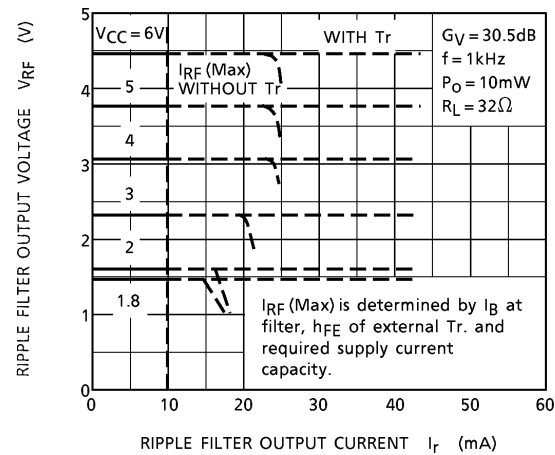 5
VCC = 6V
WITH Tr
GV = 30.5dB
f = 1kHz
PO = 10mW
RL = 32Ω
IRF (Max)
WITHOUT Tr
4
5
4
3
3
2
2
1.8
1
IRF (Max) is determined by IB at
filter, hFE of external Tr. and
required supply current
capacity.
0
0
10
20
30
40
50
60
RIPPLE FILTER OUTPUT VOLTAGE VRF (V)
RIPPLE FILTER OUTPUT CURRENT Ir (mA)